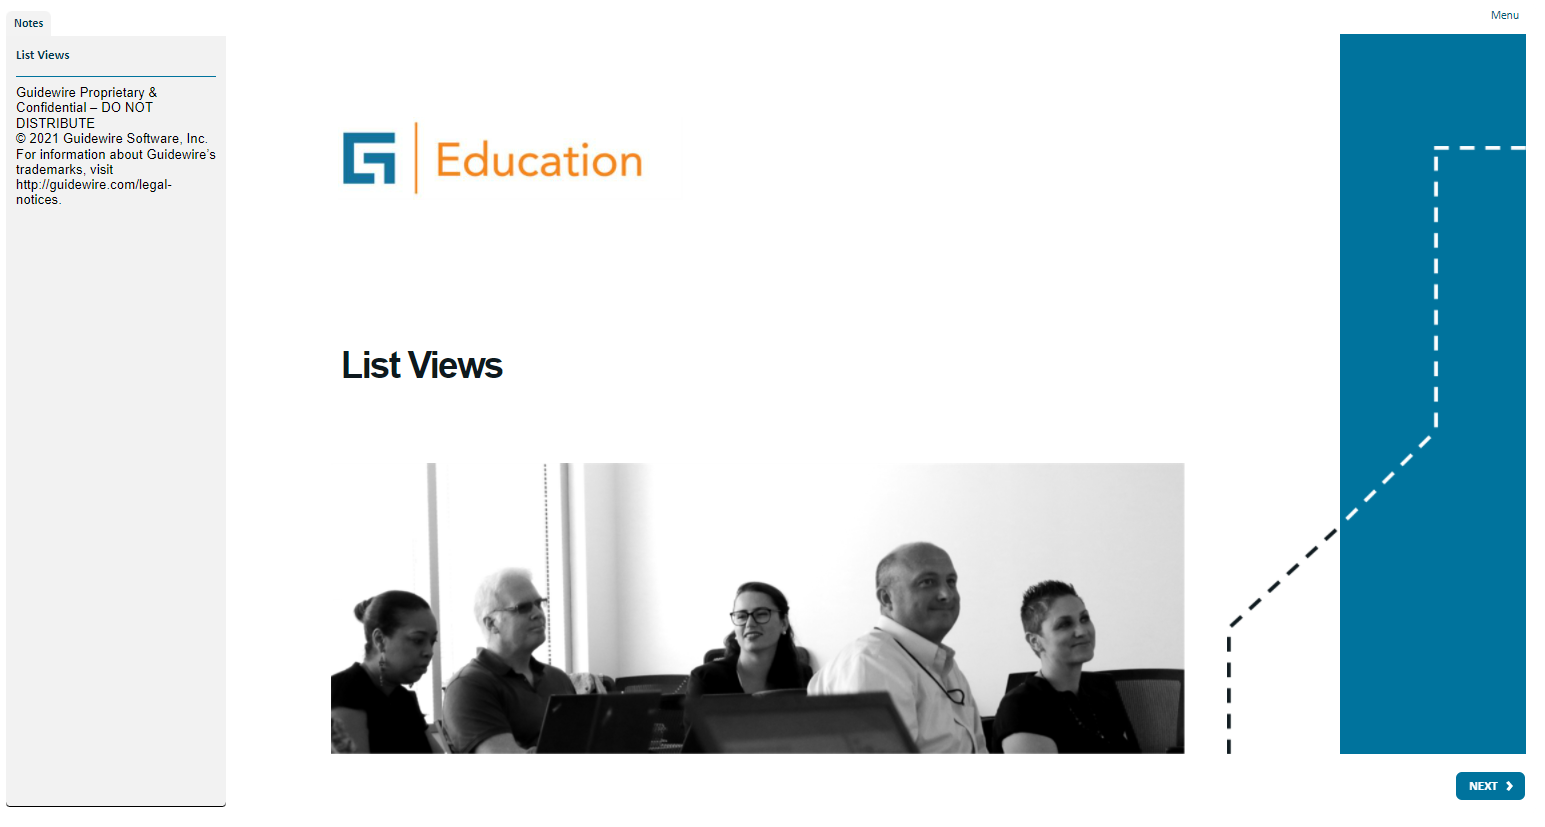 Notes
Menu
List Views
Guidewire Proprietary &
Confidential – DO NOT
DISTRIBUTE
© 2021 Guidewire Software, Inc.
For information about Guidewire’s
trademarks, visit
http://guidewire.com/legal-
notices.
Education
List Views
NEXT